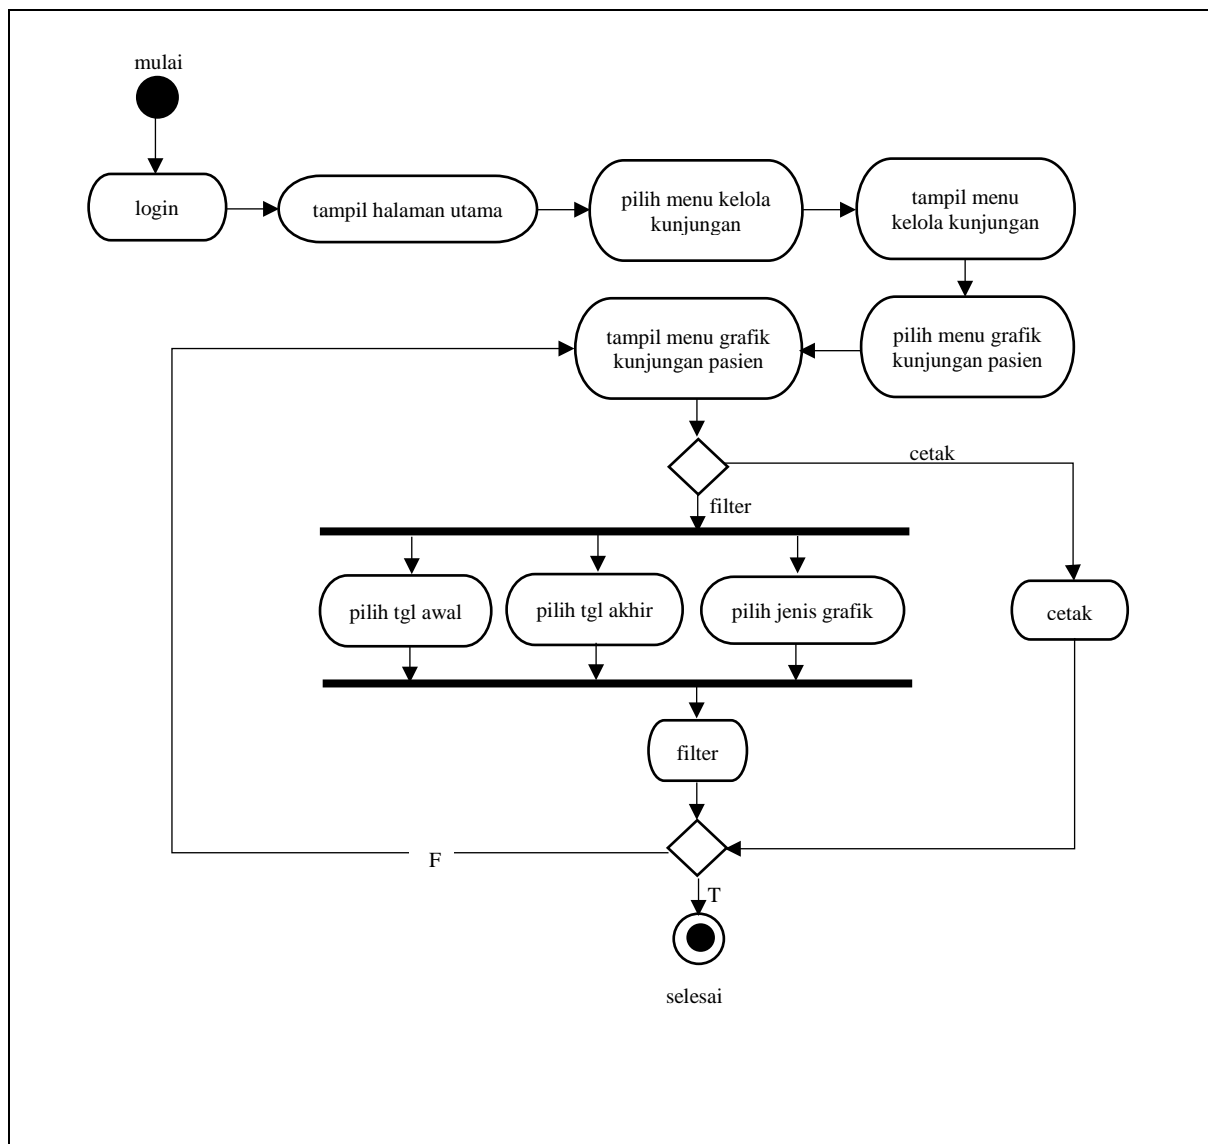 mulai
login
tampil halaman utama
pilih menu kelola
kunjungan
tampil menu
kelola kunjungan
tampil menu grafik
kunjungan pasien
pilih menu grafik
kunjungan pasien
cetak
filter
pilih tgl awal
pilih tgl akhir
pilih jenis grafik
cetak
filter
F
T
selesai